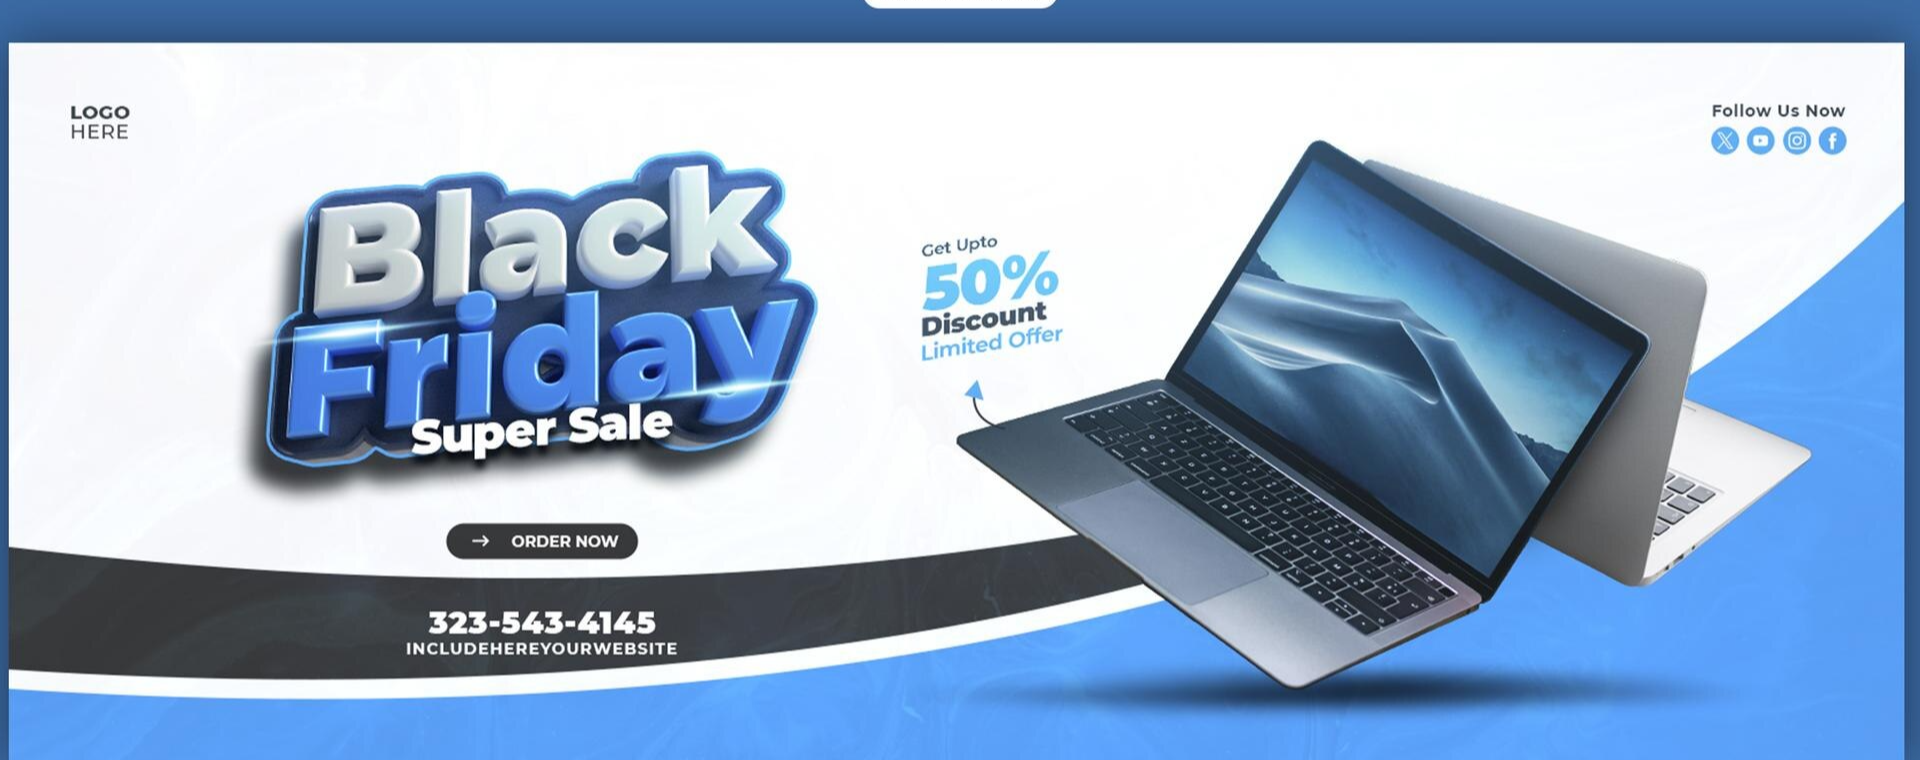 LOGO
HERE
Follow Us Now
Black
Friday
Super Sale
Get Upto
50%
Discount
Limited Offer
ORDER NOW
323-543-4145
INCLUDEHEREYOURWEBSITE